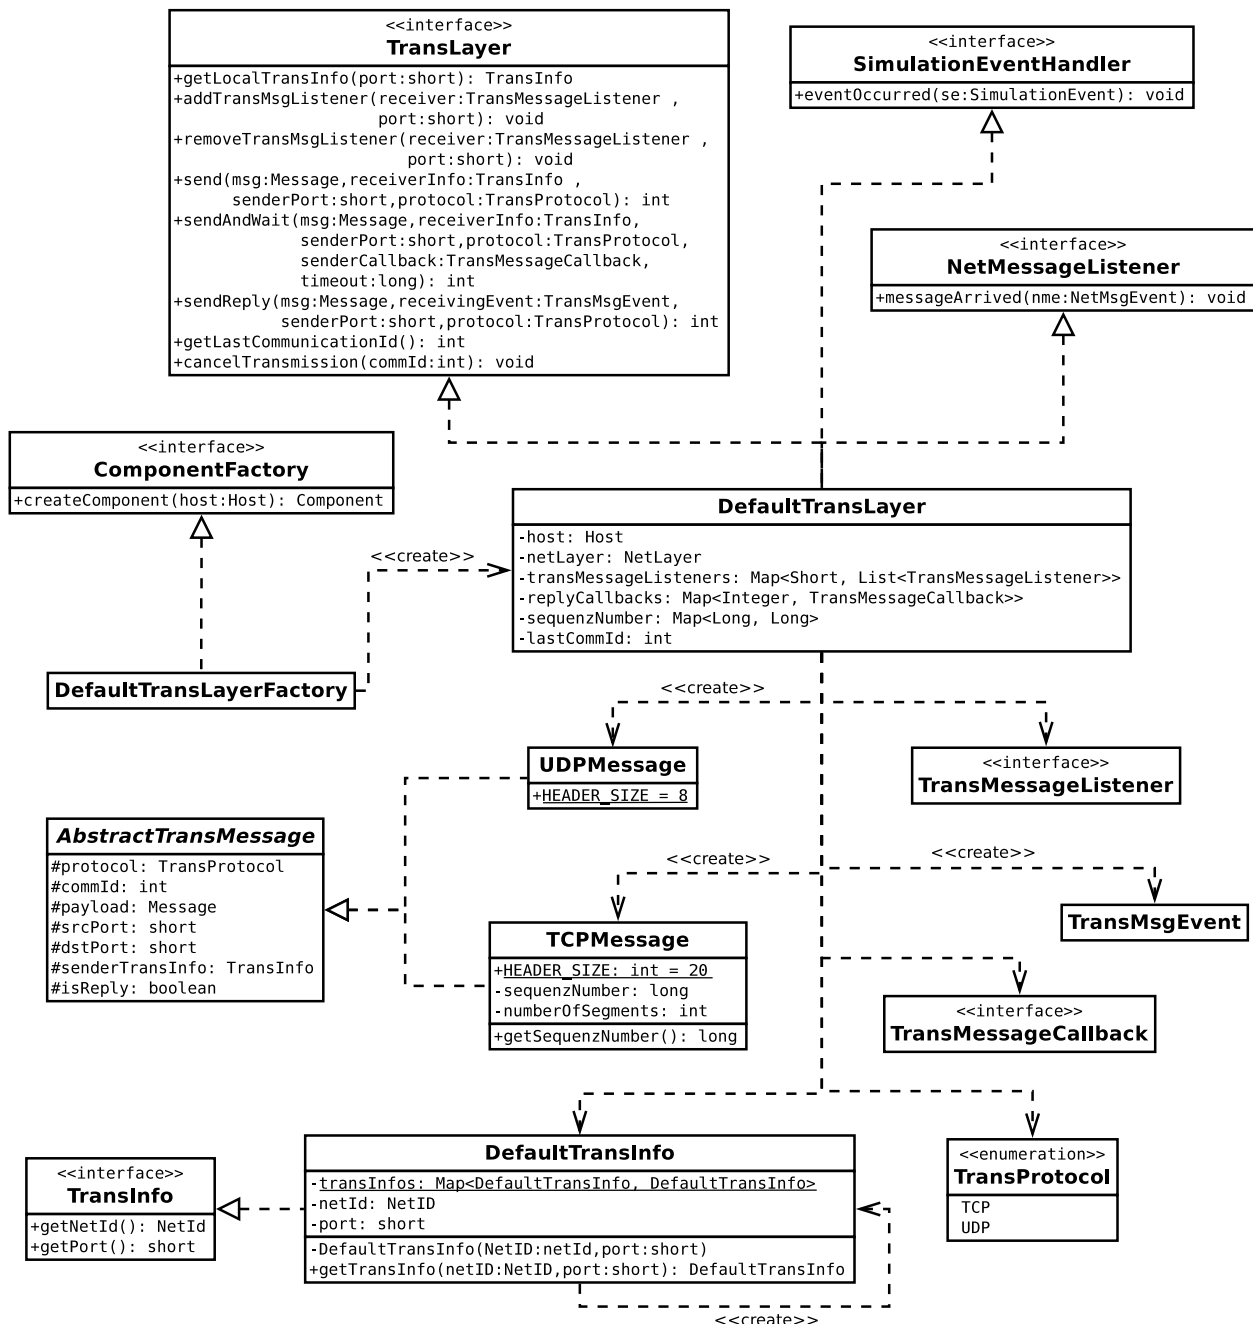 <<interface>>
TransLayer
+getLocalTransInfo(port:short): TransInfo
+addTransMsgListener(receiver:TransMessageListener ,
port:short): void
+removeTransMsgListener(receiver:TransMessageListener ,
port:short): void
+send(msg:Message,receiverInfo:TransInfo ,
senderPort:short,protocol:TransProtocol): int
+sendAndWait(msg:Message,receiverInfo:TransInfo,
senderPort:short,protocol:TransProtocol,
senderCallback:TransMessageCallback,
timeout:long): int
+sendReply(msg:Message,receivingEvent:TransMsgEvent,
senderPort:short,protocol:TransProtocol): int
+getLastCommunicationId(): int
+cancelTransmission(commId:int): void
<<interface>>
SimulationEventHandler
+eventOccurred(se:SimulationEvent): void
<<interface>>
NetMessageListener
+messageArrived(nme:NetMsgEvent): void
<<interface>>
ComponentFactory
+createComponent(host:Host): Component
<<create>>
DefaultTransLayer
-host: Host
-netLayer: NetLayer
-transMessageListeners: Map<Short, List<TransMessageListener>>
-replyCallbacks: Map<Integer, TransMessageCallback>>
-sequenzNumber: Map<Long, Long>
-lastCommId: int
DefaultTransLayerFactory
<<create>>
UDPMessage
+HEADER_SIZE = 8
<<interface>>
TransMessageListener
AbstractTransMessage
#protocol: TransProtocol
#commId: int
#payload: Message
#srcPort: short
#dstPort: short
#senderTransInfo: TransInfo
#isReply: boolean
<<create>>
<<create>>
TCPMessage
+HEADER_SIZE: int = 20
-sequenzNumber: long
-numberOfSegments: int
+getSequenzNumber(): long
TransMsgEvent
<<interface>>
TransMessageCallback
<<interface>>
TransInfo
+getNetId(): NetId
+getPort(): short
DefaultTransInfo
-transInfos: Map<DefaultTransInfo, DefaultTransInfo>
-netId: NetID
-port: short
-DefaultTransInfo(NetID:netId,port:short)
+getTransInfo(netID:NetID,port:short): DefaultTransInfo
<<enumeration>>
TransProtocol
TCP
UDP
<<create>>